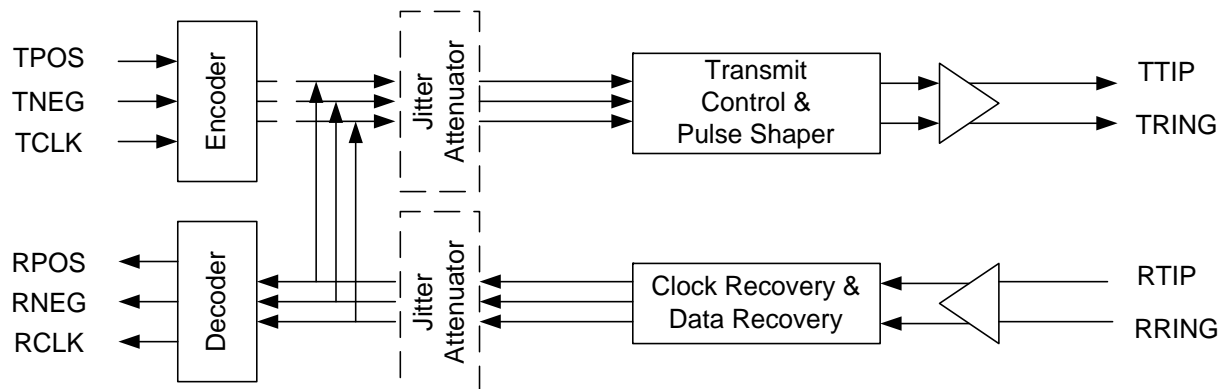 TPOS
TNEG
TCLK
Encoder
Jitter
Attenuator
Transmit
Control &
Pulse Shaper
TTIP
TRING
RPOS
RNEG
RCLK
Decoder
Jitter
Attenuator
Clock Recovery &
Data Recovery
RTIP
RRING